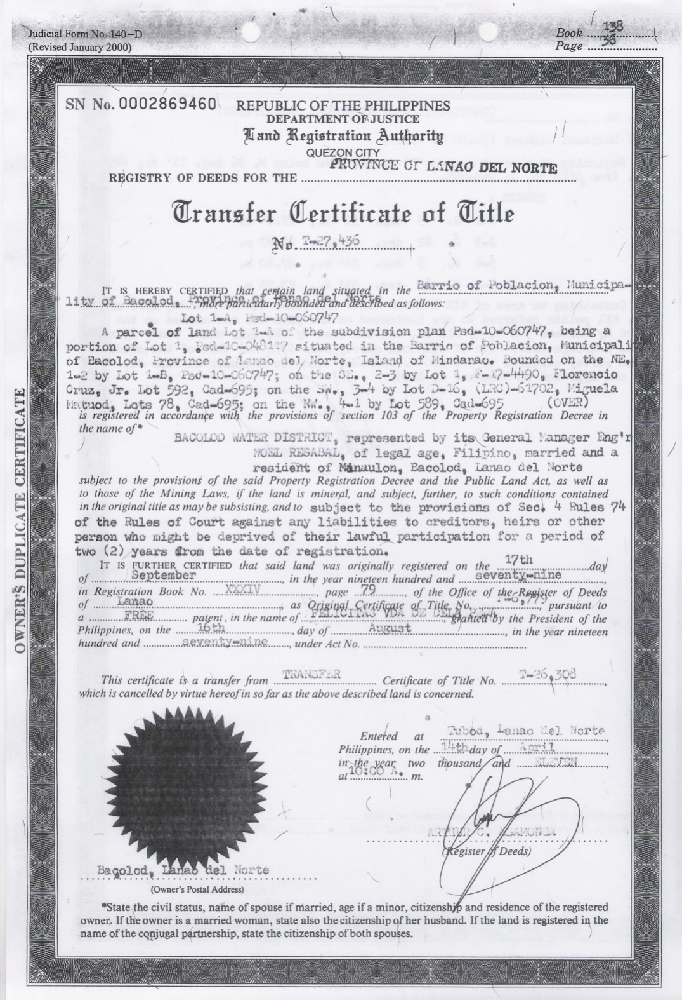 Judicial Form No. 140-D
(Revised January 2000)
Book 138
Page 36
SN No. 0002869460
REPUBLIC OF THE PHILIPPINES
DEPARTMENT OF JUSTICE
Land Registration Authority
QUEZON CITY
PROVINCE OF LANAO DEL NORTE
REGISTRY OF DEEDS FOR THE
Transfer Certificate of Title
No. T-27,436
IT IS HEREBY CERTIFIED that certain land situated in the Barrio of Poblacion, Municipa-
lity of Bacolod, Province of Lanao del Norte, more particularly bounded and described as follows:
Lot 1-A, Psd-10-060747
A parcel of land Lot 1-A of the subdivision plan Psd-10-060747, being a
portion of Lot 1, Psd-10-048117 situated in the Barrio of Poblacion, Municipali
of Bacolod, Province of Lanao del Norte, Island of Mindarao. Bounded on the NE.
1-2 by Lot 1-B, Psd-10-060747; on the SE., 2-3 by Lot 1, F-17-4490, Florencio
Cruz, Jr. Lot 592, Cad-695; on the SW., 3-4 by Lot D-16, (LRC)-61702, Miguela
Matuod, Lots 78, Cad-695; on the NW., 4-1 by Lot 589, Cad-695 (OVER)
is registered in accordance with the provisions of section 103 of the Property Registration Decree in
the name of*
BACOLOD WATER DISTRICT, represented by its General Manager Eng'r
NOEL RESABAL, of legal age, Filipino, married and a
resident of Minaulon, Bacolod, Lanao del Norte
subject to the provisions of the said Property Registration Decree and the Public Land Act, as well as
to those of the Mining Laws, if the land is mineral, and subject, further, to such conditions contained
in the original title as may be subsisting, and to subject to the provisions of Sec. 4 Rules 74
of the Rules of Court against any liabilities to creditors, heirs or other
person who might be deprived of their lawful participation for a period of
two (2) years from the date of registration.
IT IS FURTHER CERTIFIED that said land was originally registered on the 17th day
of September, in the year nineteen hundred and seventy-nine,
in Registration Book No. XXXIV, page 79, of the Office of the Register of Deeds
of Lanao, as Original Certificate of Title No. , pursuant to
a FREE patent, in the name of FELICITAS VDA DE DELA PEÑA, granted by the President of the
Philippines, on the 16th, day of August, in the year nineteen
hundred and seventy-nine, under Act No.
This certificate is a transfer from TRANSFER Certificate of Title No. T-26,308,
which is cancelled by virtue hereof in so far as the above described land is concerned.
Entered at Tubod, Lanao del Norte,
Philippines, on the 14th day of April,
in the year two thousand and ELEVEN,
at 10:00 A. m.
ARTHER C. ADAMONGA
(Register of Deeds)
Bacolod, Lanao del Norte
(Owner's Postal Address)
*State the civil status, name of spouse if married, age if a minor, citizenship and residence of the registered
owner. If the owner is a married woman, state also the citizenship of her husband. If the land is registered in the
name of the conjugal partnership, state the citizenship of both spouses.
OWNER'S DUPLICATE CERTIFICATE